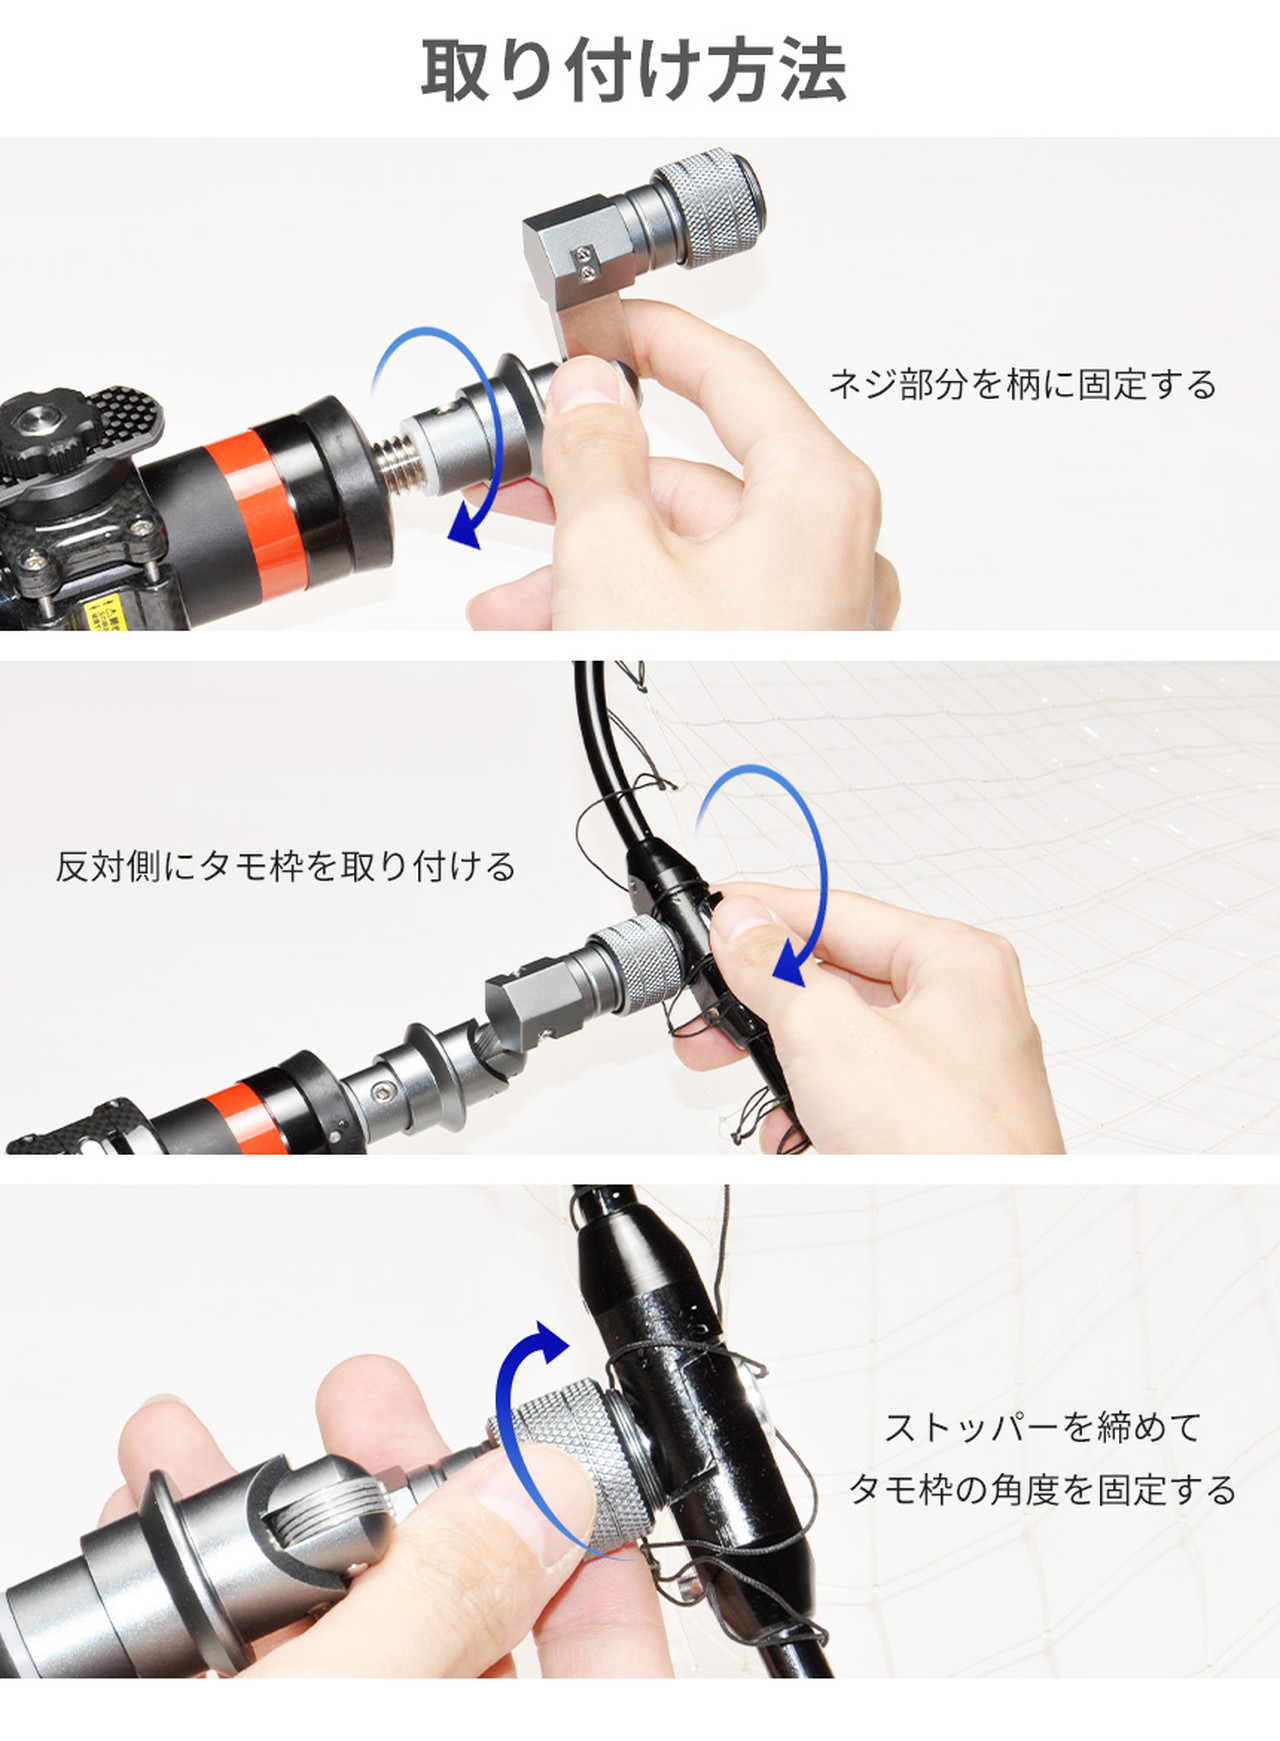 取り付け方法
ネジ部分を柄に固定する
反対側にタモ枠を取り付ける
ストッパーを締めて
タモ枠の角度を固定する